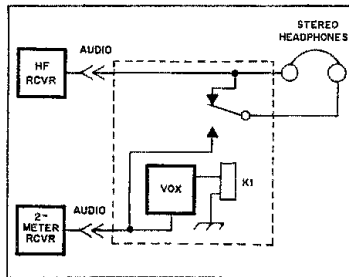 STEREO
HEADPHONES
AUDIO
HF
RCVR
VOX
K1
AUDIO
2-
METER
RCVR